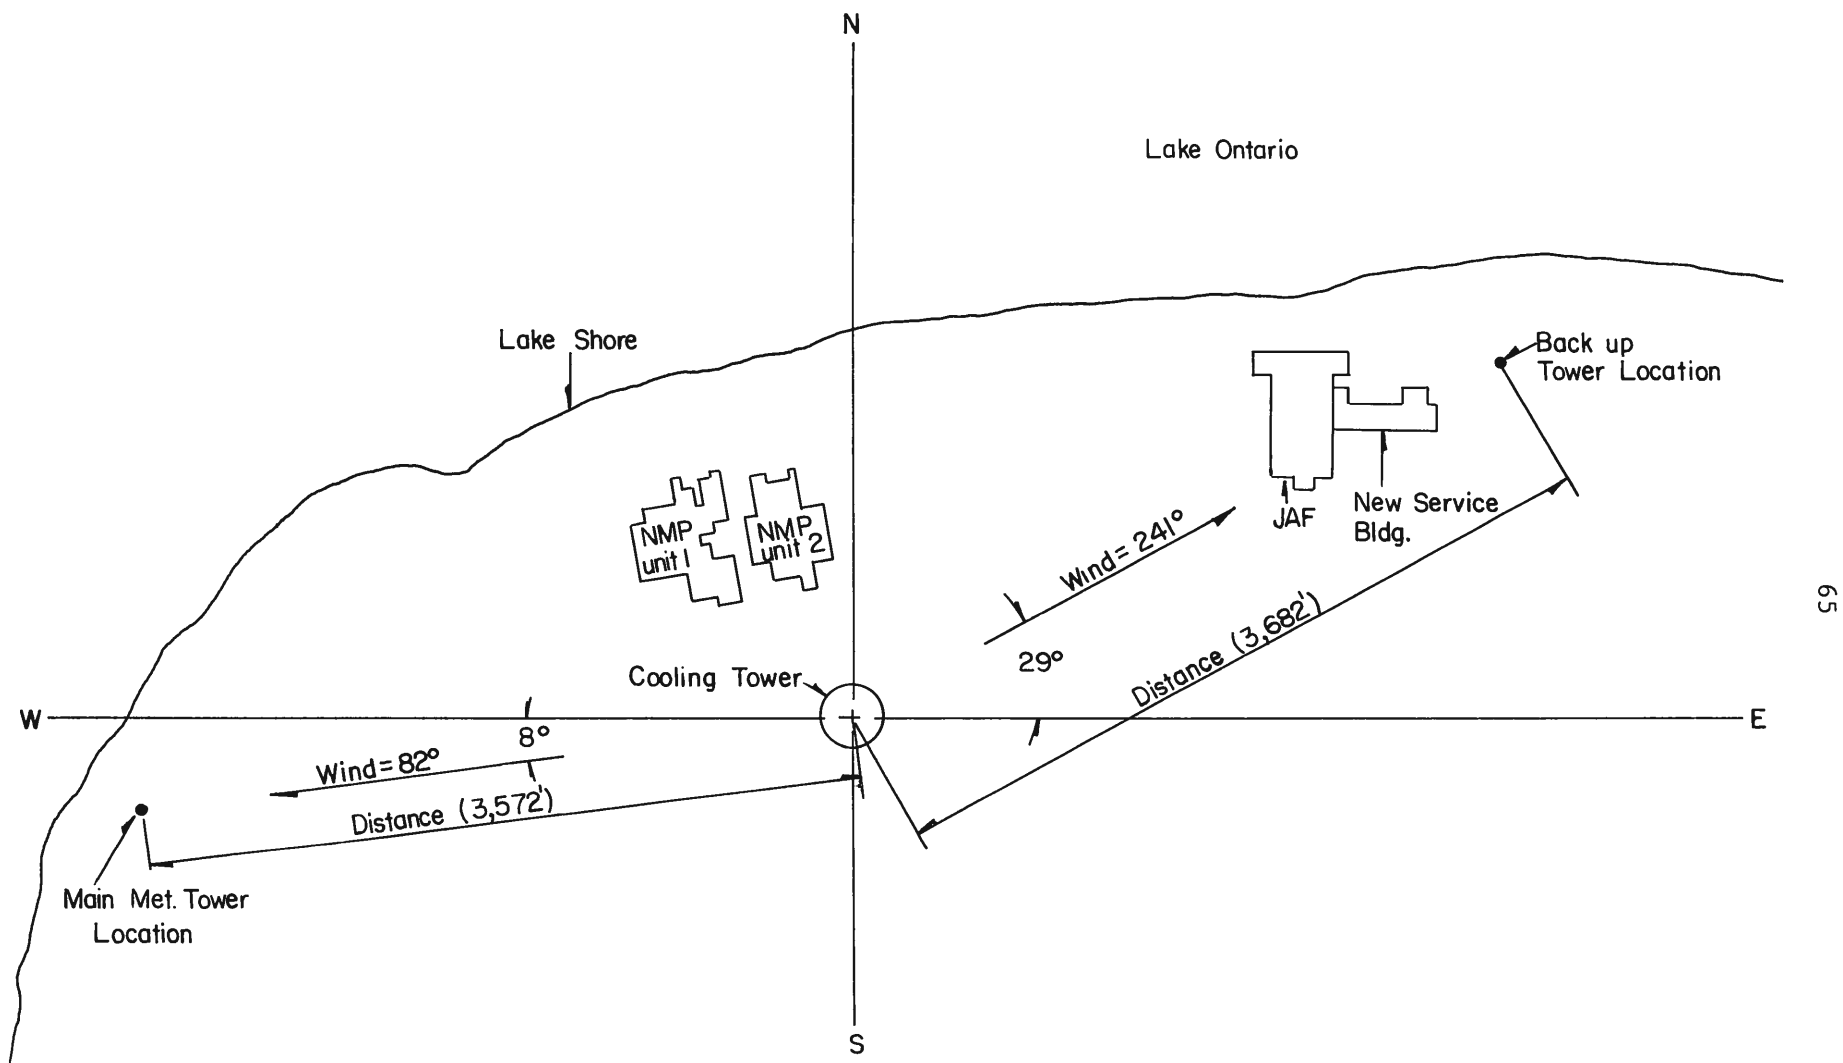 N
Lake Ontario
Lake Shore
Back up
Tower Location
NMP
unit 1
NMP
unit 2
JAF
New Service
Bldg.
Wind = 241°
29°
Distance (3,682')
65
Cooling Tower
W
E
8°
Wind = 82°
Distance (3,572')
Main Met. Tower
Location
S